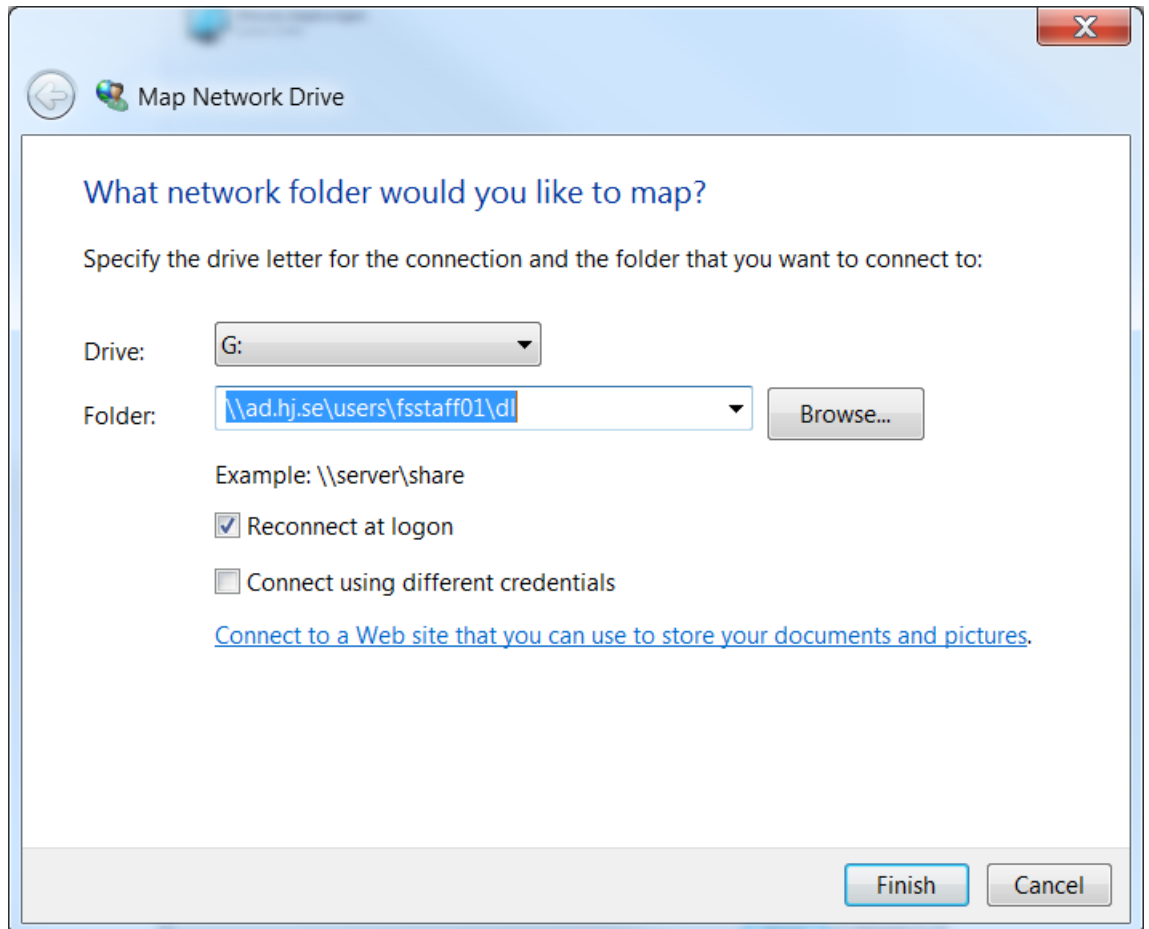 Map Network Drive
What network folder would you like to map?
Specify the drive letter for the connection and the folder that you want to connect to:
Drive: G:
Folder: \\ad.hj.se\users\fsstaff01\dl Browse...
Example: \\server\share
Reconnect at logon
Connect using different credentials
Connect to a Web site that you can use to store your documents and pictures.
Finish Cancel